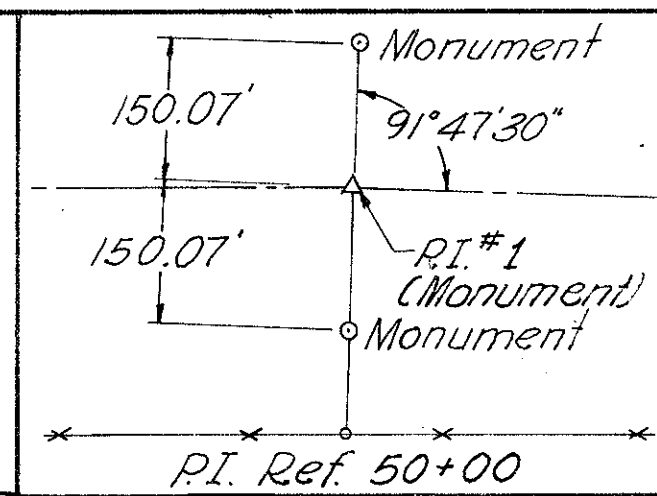 Monument
150.07'
91°47'30"
150.07'
P.I. #1
(Monument)
Monument
P.I. Ref. 50+00